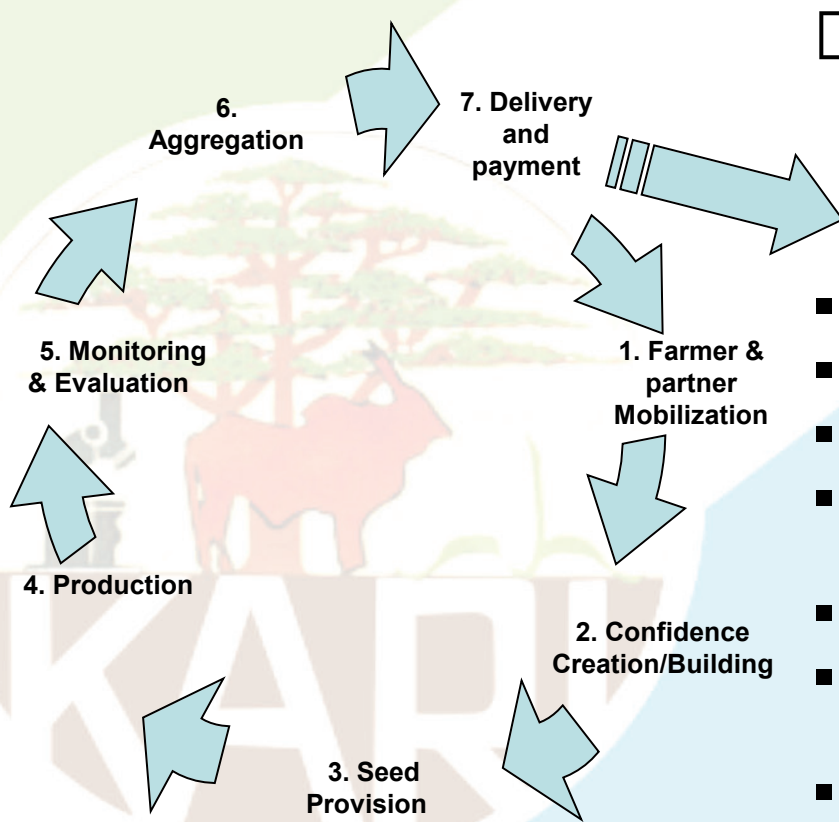 6.
Aggregation
7. Delivery
and
payment
5. Monitoring
& Evaluation
1. Farmer &
partner
Mobilization
4. Production
2. Confidence
Creation/Building
3. Seed
Provision
KARI